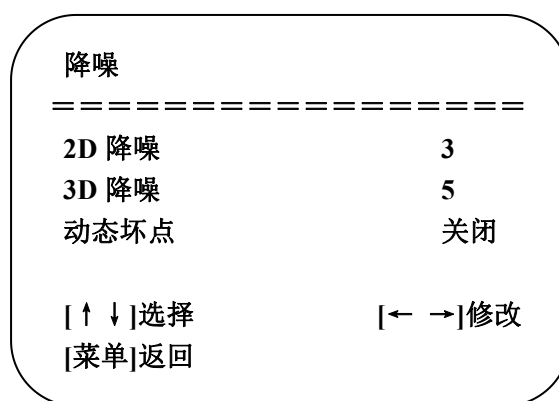 降噪
=================
2D 降噪 3
3D 降噪 5
动态坏点 关闭
[↑ ↓]选择 [← →]修改
[菜单]返回